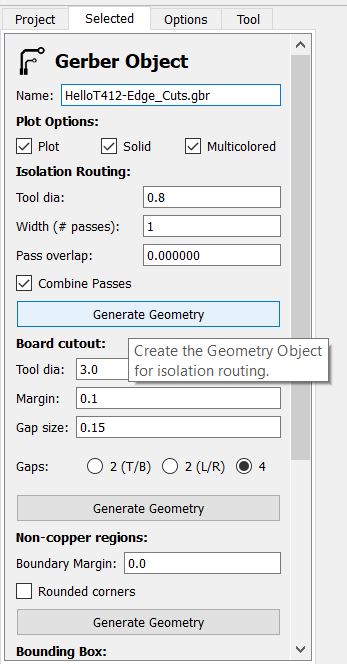 Project Selected Options Tool
Gerber Object
Name: HelloT412-Edge_Cuts.gbr
Plot Options:
Plot Solid Multicolored
Isolation Routing:
Tool dia: 0.8
Width (# passes): 1
Pass overlap: 0.000000
Combine Passes
Generate Geometry
Board cutout:
Create the Geometry Object
for isolation routing.
Tool dia: 3.0
Margin: 0.1
Gap size: 0.15
Gaps: 2 (T/B) 2 (L/R) 4
Generate Geometry
Non-copper regions:
Boundary Margin: 0.0
Rounded corners
Generate Geometry
Bounding Box: